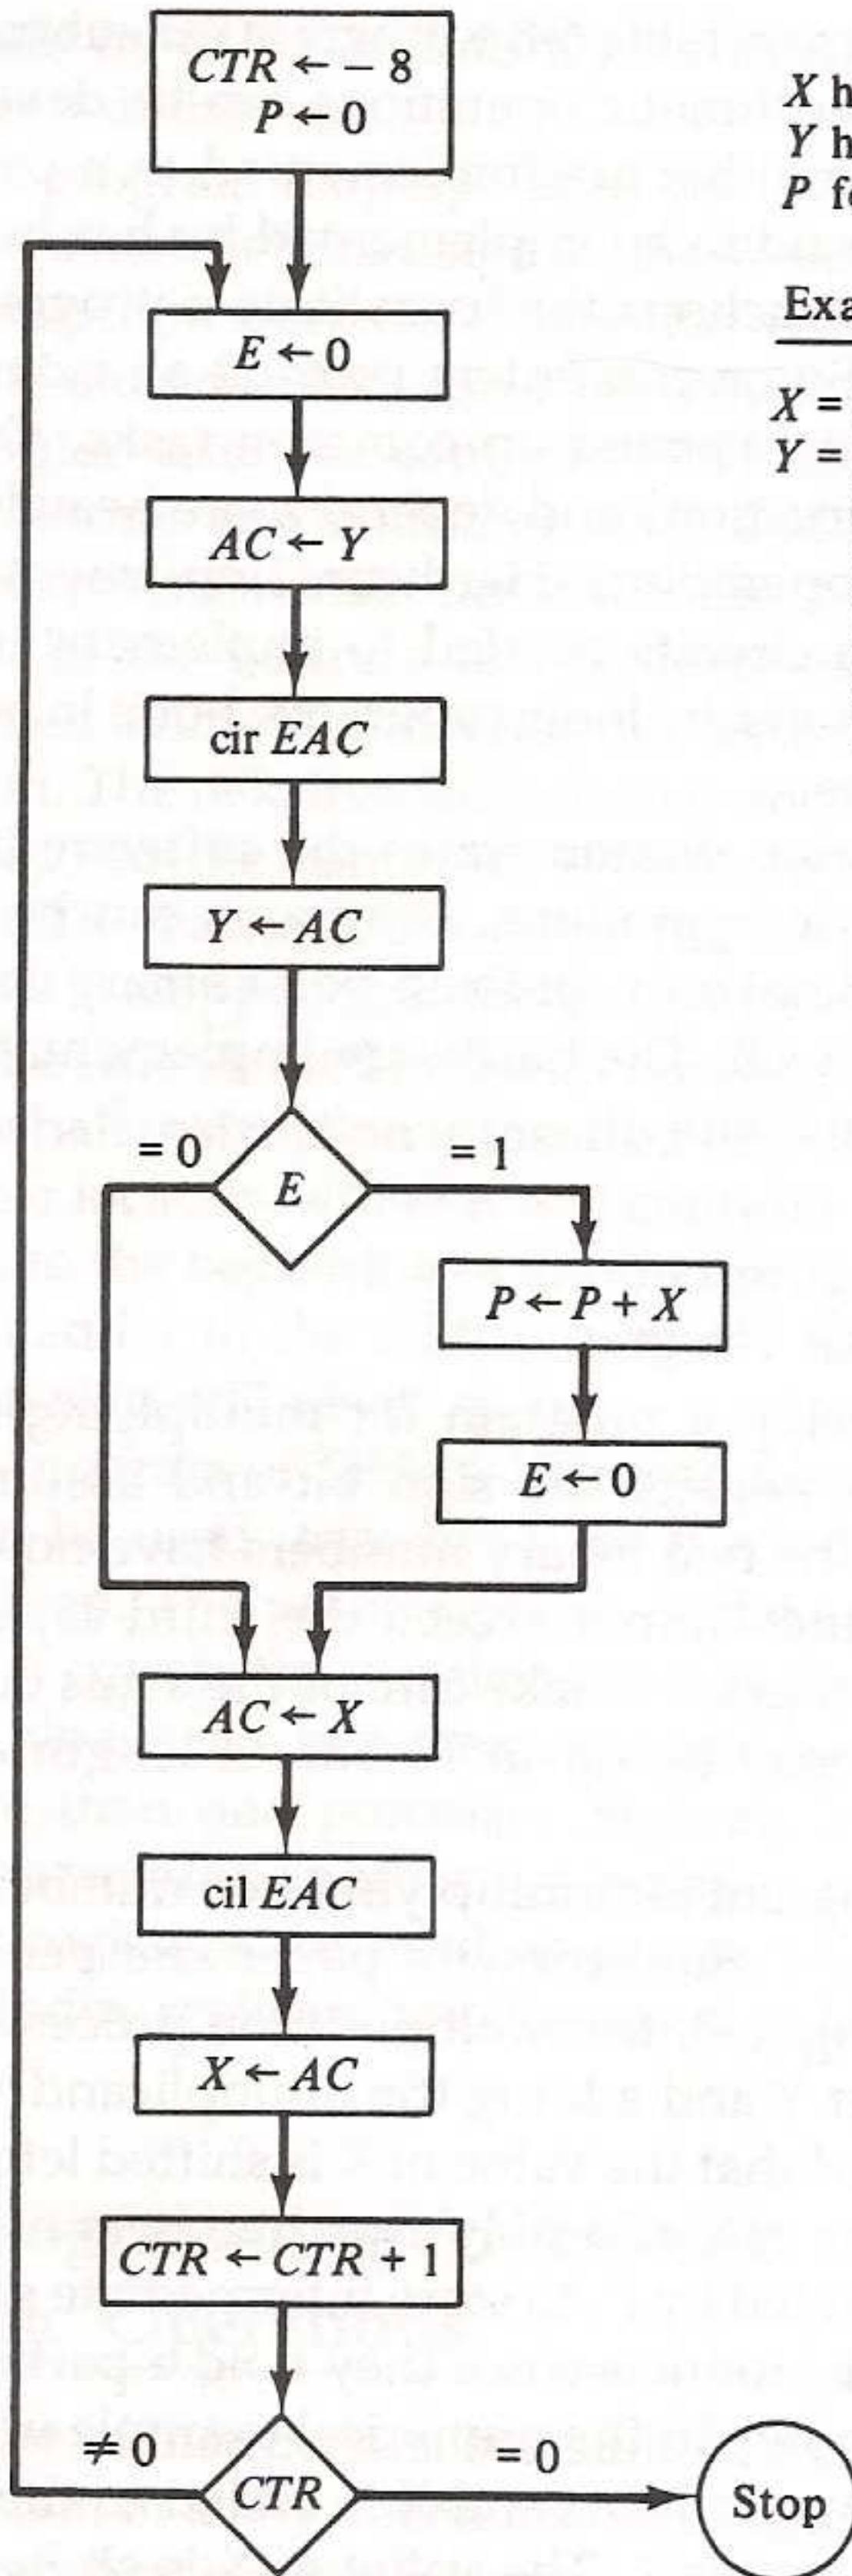 CTR ← – 8
P ← 0
X h
Y h
P f
Exa
X =
Y =
E ← 0
AC ← Y
cir EAC
Y ← AC
= 0
E
= 1
P ← P + X
E ← 0
AC ← X
cil EAC
X ← AC
CTR ← CTR + 1
≠ 0
CTR
= 0
Stop